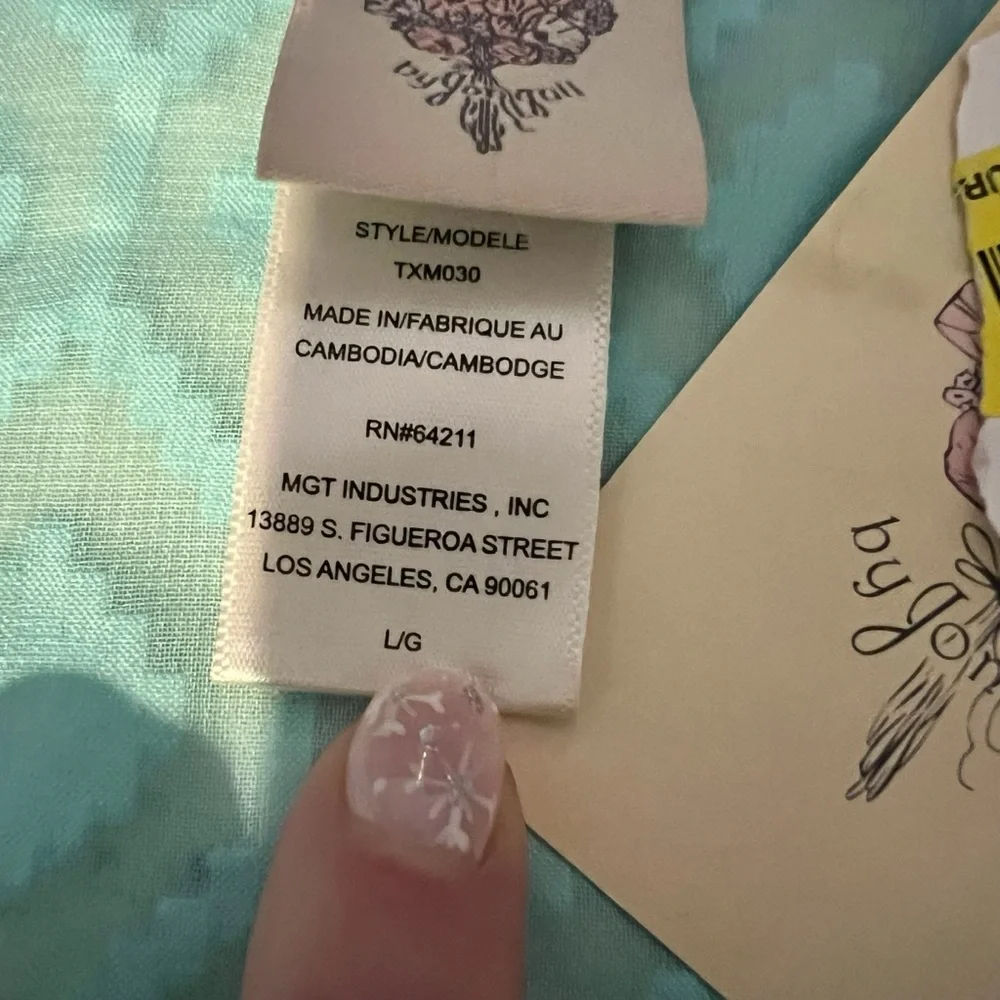 STYLE/MODELE
TXM030
MADE IN/FABRIQUE AU
CAMBODIA/CAMBODGE
RN#64211
MGT INDUSTRIES , INC
13889 S. FIGUEROA STREET
LOS ANGELES, CA 90061
L/G
by